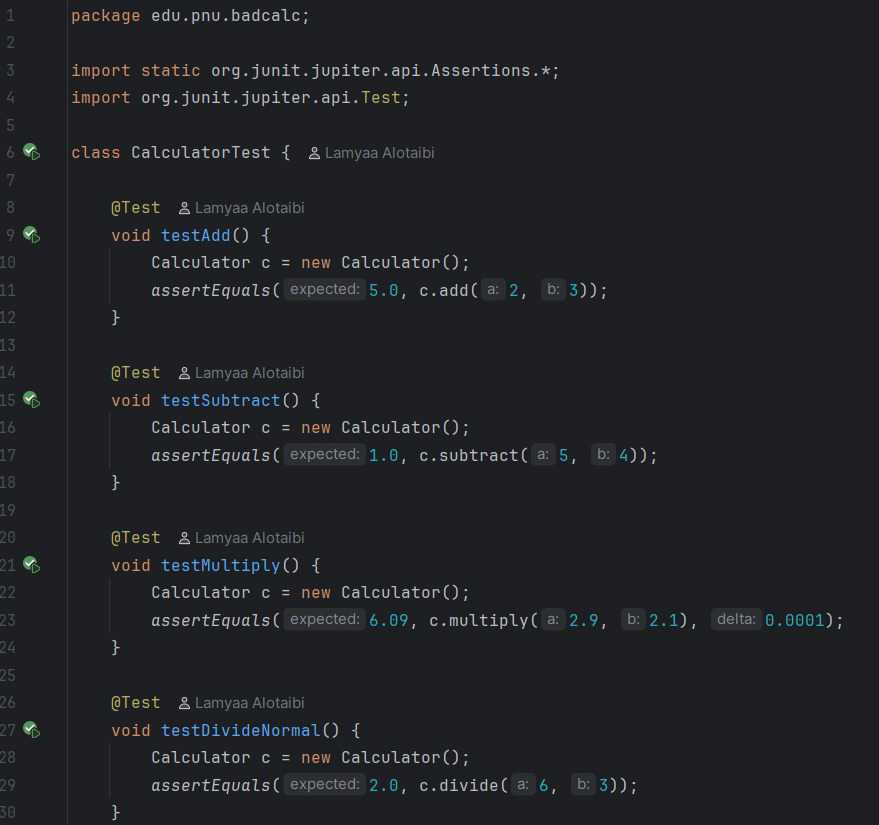 1 package edu.pnu.badcalc;
2
3 import static org.junit.jupiter.api.Assertions.*;
4 import org.junit.jupiter.api.Test;
5
6 class CalculatorTest { Lamyaa Alotaibi
7
8 @Test Lamyaa Alotaibi
9 void testAdd() {
10 Calculator c = new Calculator();
11 assertEquals( expected: 5.0, c.add( a: 2, b: 3));
12 }
13
14 @Test Lamyaa Alotaibi
15 void testSubtract() {
16 Calculator c = new Calculator();
17 assertEquals( expected: 1.0, c.subtract( a: 5, b: 4));
18 }
19
20 @Test Lamyaa Alotaibi
21 void testMultiply() {
22 Calculator c = new Calculator();
23 assertEquals( expected: 6.09, c.multiply( a: 2.9, b: 2.1), delta: 0.0001);
24 }
25
26 @Test Lamyaa Alotaibi
27 void testDivideNormal() {
28 Calculator c = new Calculator();
29 assertEquals( expected: 2.0, c.divide( a: 6, b: 3));
30 }